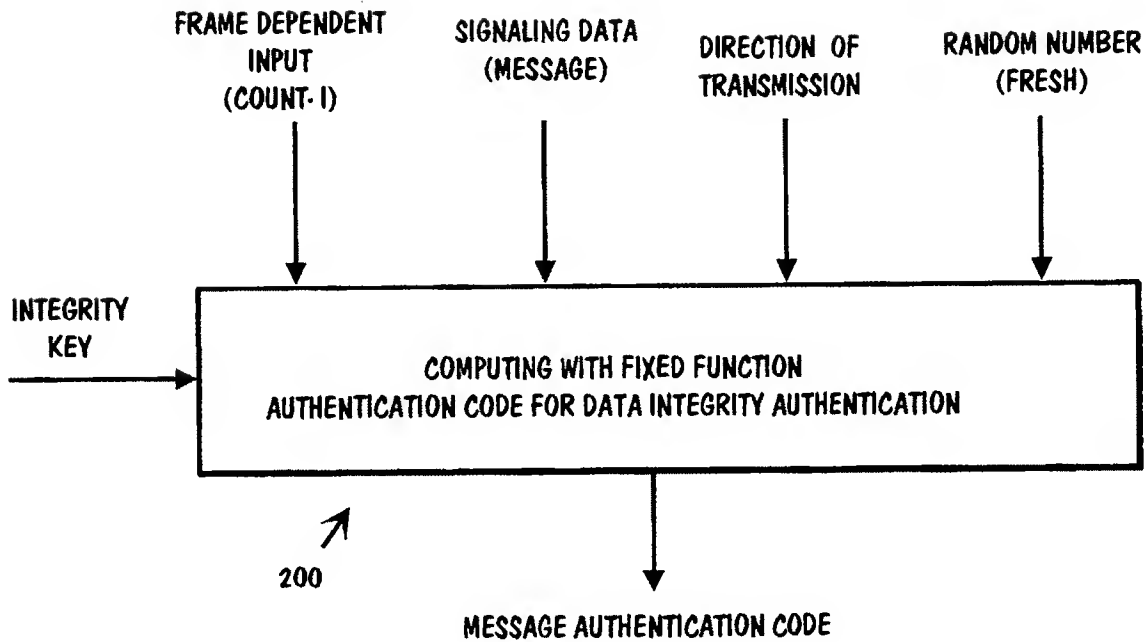 FRAME DEPENDENT
INPUT
(COUNT-I)
SIGNALING DATA
(MESSAGE)
DIRECTION OF
TRANSMISSION
RANDOM NUMBER
(FRESH)
INTEGRITY
KEY
COMPUTING WITH FIXED FUNCTION
AUTHENTICATION CODE FOR DATA INTEGRITY AUTHENTICATION
200
MESSAGE AUTHENTICATION CODE